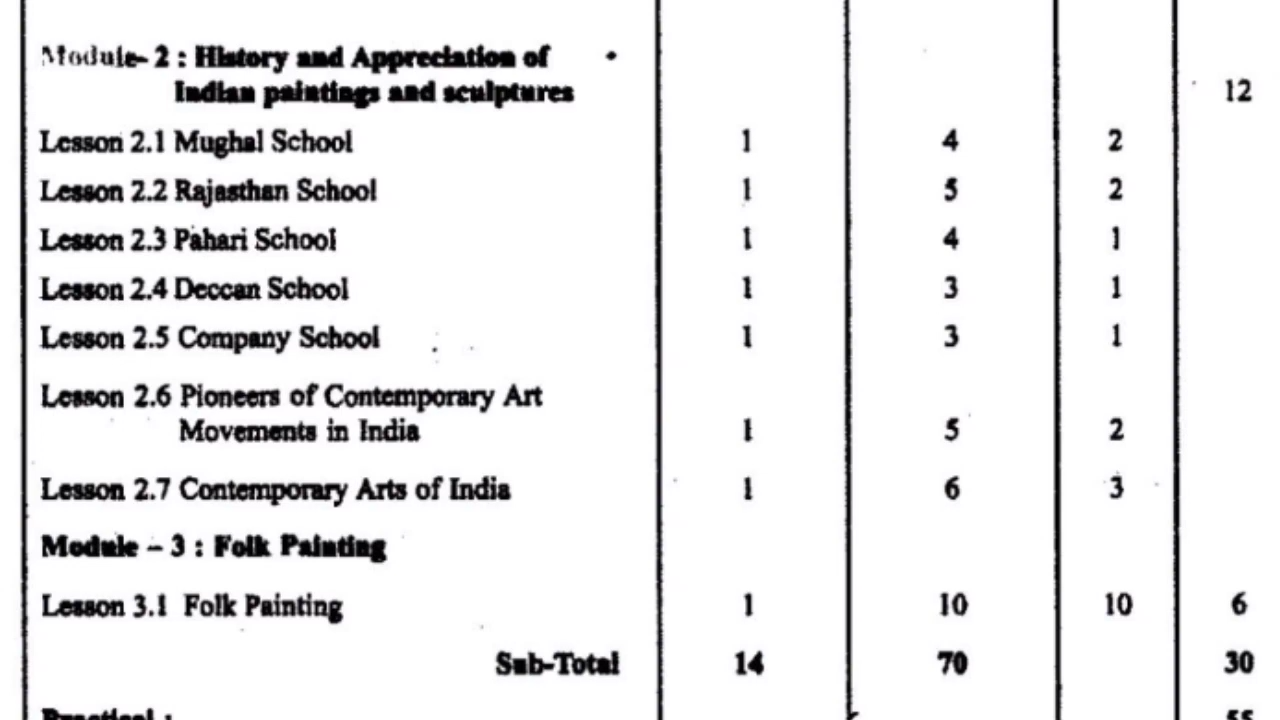 Module- 2 : History and Appreciation of
Indian paintings and sculptures 12
Lesson 2.1 Mughal School 1 4 2
Lesson 2.2 Rajasthan School 1 5 2
Lesson 2.3 Pahari School 1 4 1
Lesson 2.4 Deccan School 1 3 1
Lesson 2.5 Company School 1 3 1
Lesson 2.6 Pioneers of Contemporary Art
Movements in India 1 5 2
Lesson 2.7 Contemporary Arts of India 1 6 3
Module – 3 : Folk Painting
Lesson 3.1 Folk Painting 1 10 10 6
Sub-Total 14 70 30
Practical : 55